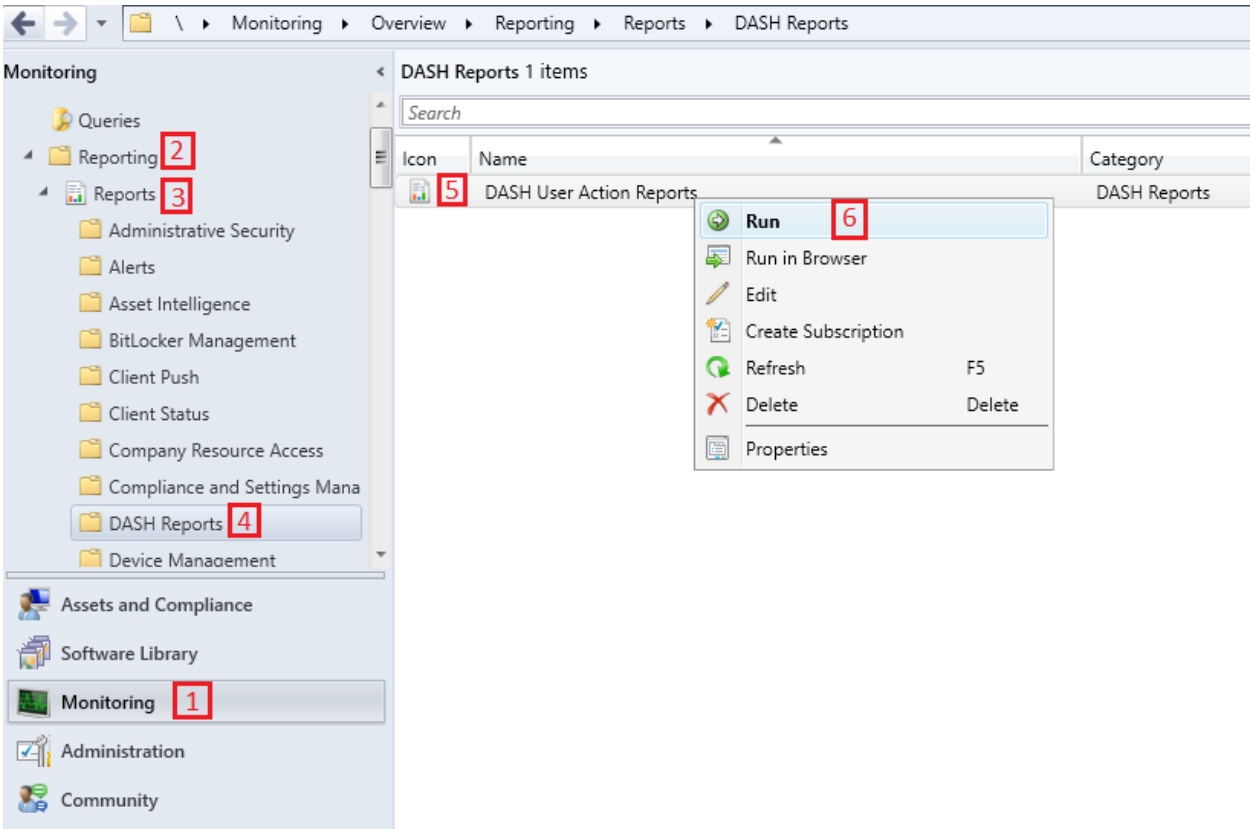 \ Monitoring Overview Reporting Reports DASH Reports
Monitoring
Queries
Reporting 2
Reports 3
Administrative Security
Alerts
Asset Intelligence
BitLocker Management
Client Push
Client Status
Company Resource Access
Compliance and Settings Mana
DASH Reports 4
Device Management
Assets and Compliance
Software Library
Monitoring 1
Administration
Community
DASH Reports 1 items
Search
Icon Name Category
5 DASH User Action Reports DASH Reports
Run 6
Run in Browser
Edit
Create Subscription
Refresh F5
Delete Delete
Properties